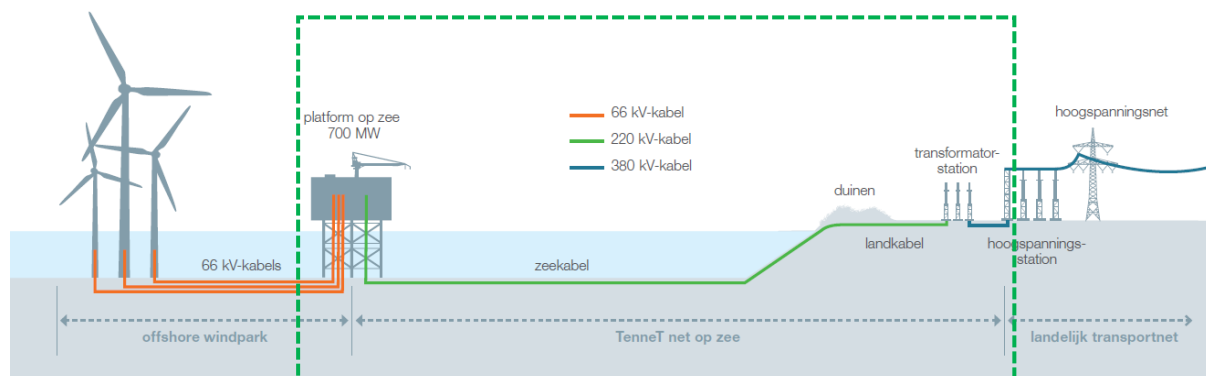 platform op zee
700 MW
66 kV-kabel
220 kV-kabel
380 kV-kabel
hoogspanningsnet
transformator-
station
duinen
66 kV-kabels
zeekabel
landkabel
hoogspannings-
station
offshore windpark
TenneT net op zee
landelijk transportnet